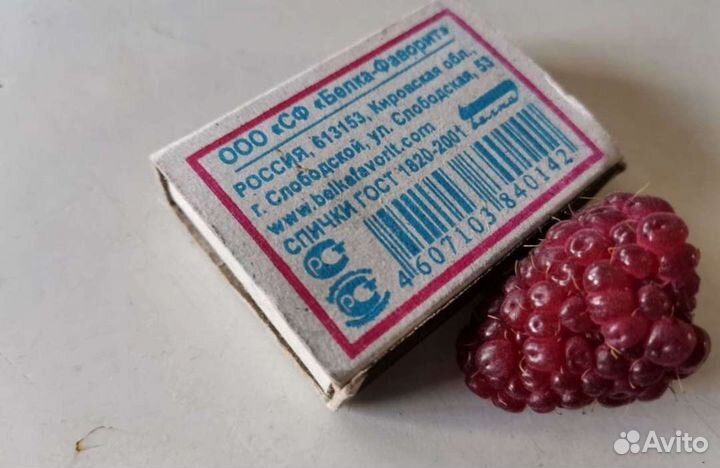 ООО «СФ «Белка-Фаворит»
РОССИЯ, 613153, Кировская обл.,
г. Слободской, ул. Слободская, 53
www.belkafavorit.com
СПИЧКИ ГОСТ 1820-2001
4 607103 840142
Avito